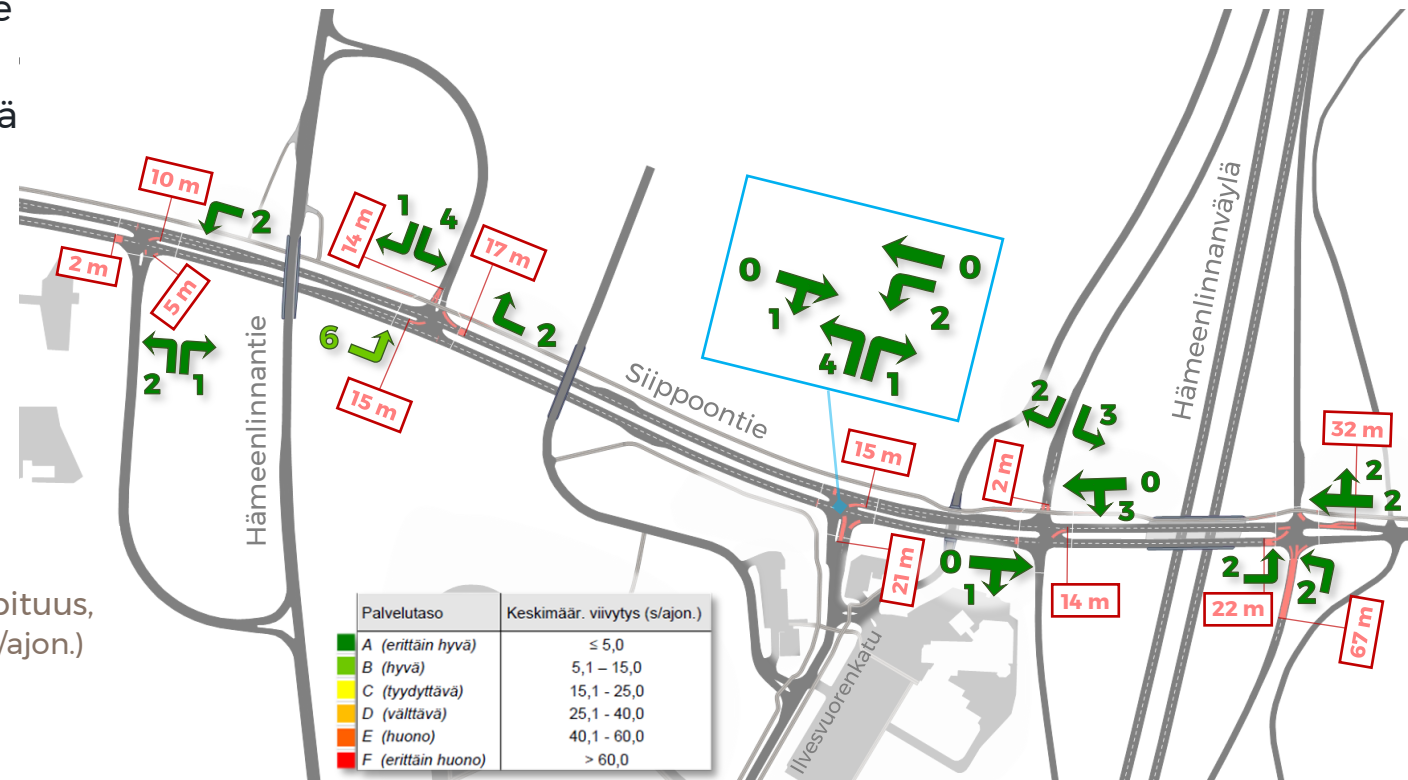 e
ä
10 m
2
2 m
5 m
2
1
Hämeenlinnantie
1
4
14 m
17 m
2
6
15 m
Siippoontie
0
0
1
2
4
1
15 m
21 m
Ilvesvuorenkatu
2
3
2 m
0
3
0
1
14 m
Hämeenlinnanväylä
32 m
2
2
2
22 m
2
67 m
oituus,
/ajon.)
Palvelutaso Keskimäär. viivytys (s/ajon.)
A (erittäin hyvä) ≤ 5,0
B (hyvä) 5,1 – 15,0
C (tyydyttävä) 15,1 - 25,0
D (välttävä) 25,1 - 40,0
E (huono) 40,1 - 60,0
F (erittäin huono) > 60,0